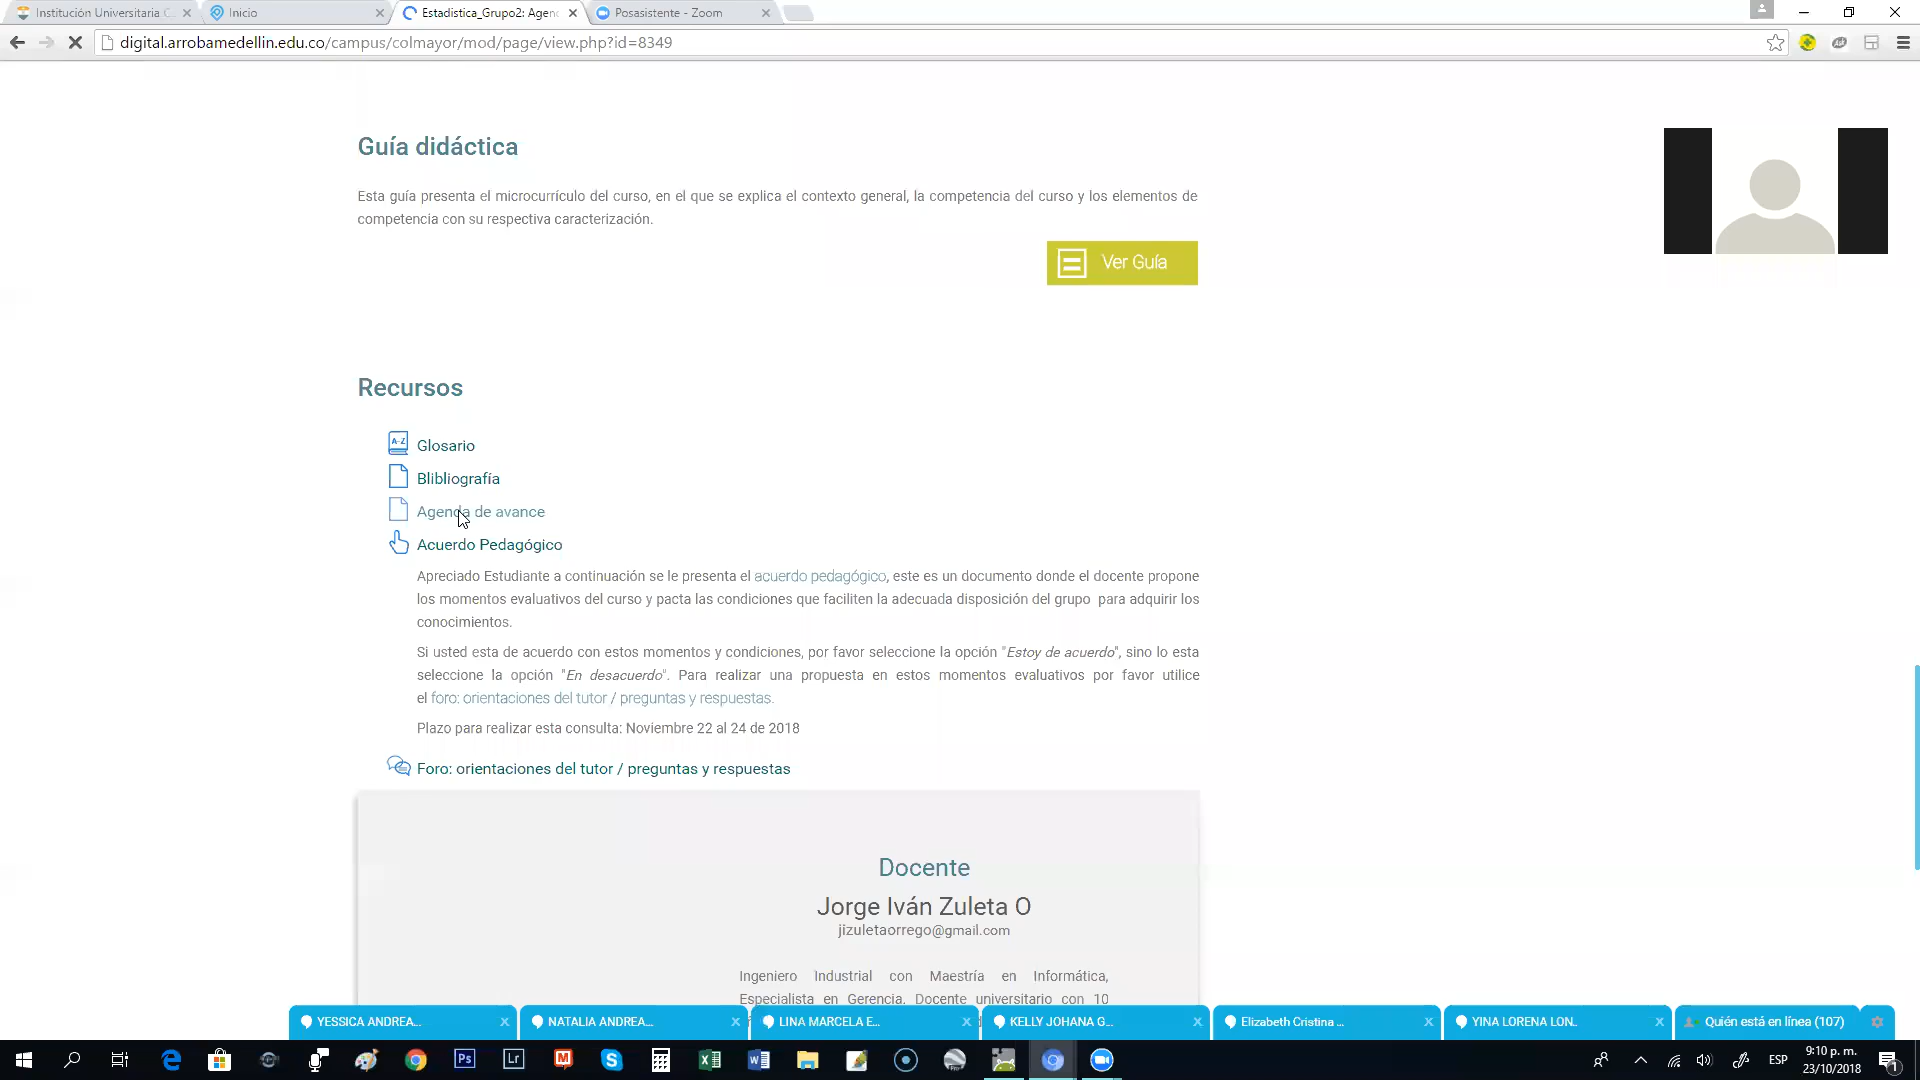 Institución Universitaria C...
Inicio
Estadistica_Grupo2: Agen
Posasistente - Zoom
digital.arrobamedellin.edu.co/campus/colmayor/mod/page/view.php?id=8349
Guía didáctica
Esta guía presenta el microcurrículo del curso, en el que se explica el contexto general, la competencia del curso y los elementos de
competencia con su respectiva caracterización.
Ver Guía
Recursos
A-Z
Glosario
Blibliografía
Agenda de avance
Acuerdo Pedagógico
Apreciado Estudiante a continuación se le presenta el acuerdo pedagógico, este es un documento donde el docente propone
los momentos evaluativos del curso y pacta las condiciones que faciliten la adecuada disposición del grupo para adquirir los
conocimientos.
Si usted esta de acuerdo con estos momentos y condiciones, por favor seleccione la opción "Estoy de acuerdo", sino lo esta
seleccione la opción "En desacuerdo". Para realizar una propuesta en estos momentos evaluativos por favor utilice
el foro: orientaciones del tutor / preguntas y respuestas.
Plazo para realizar esta consulta: Noviembre 22 al 24 de 2018
Foro: orientaciones del tutor / preguntas y respuestas
Docente
Jorge Iván Zuleta O
jizuletaorrego@gmail.com
Ingeniero Industrial con Maestría en Informática,
Especialista en Gerencia. Docente universitario con 10
YESSICA ANDREA... x
NATALIA ANDREA... x
LINA MARCELA E... x
KELLY JOHANA G... x
Elizabeth Cristina ... x
YINA LORENA LON.. x
Quién está en línea (107)
Ps
Lr
ESP
9:10 p. m.
23/10/2018
1